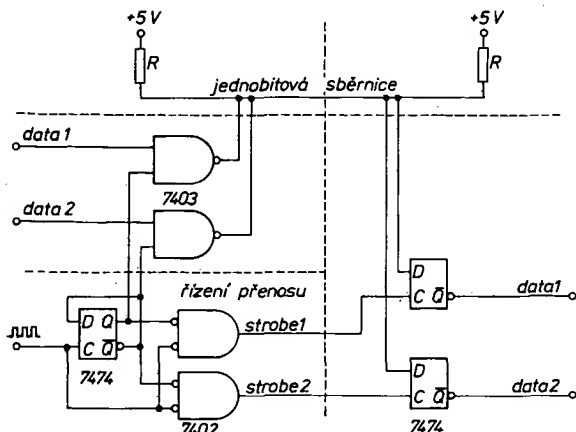 +5 V
+5 V
R
R
jednobitová sběrnice
data 1
7403
data 2
řízení přenosu
D Q
C Q̅
7474
strobe1
strobe2
7402
D
C Q̅
data1
D
C Q̅
data2
7474